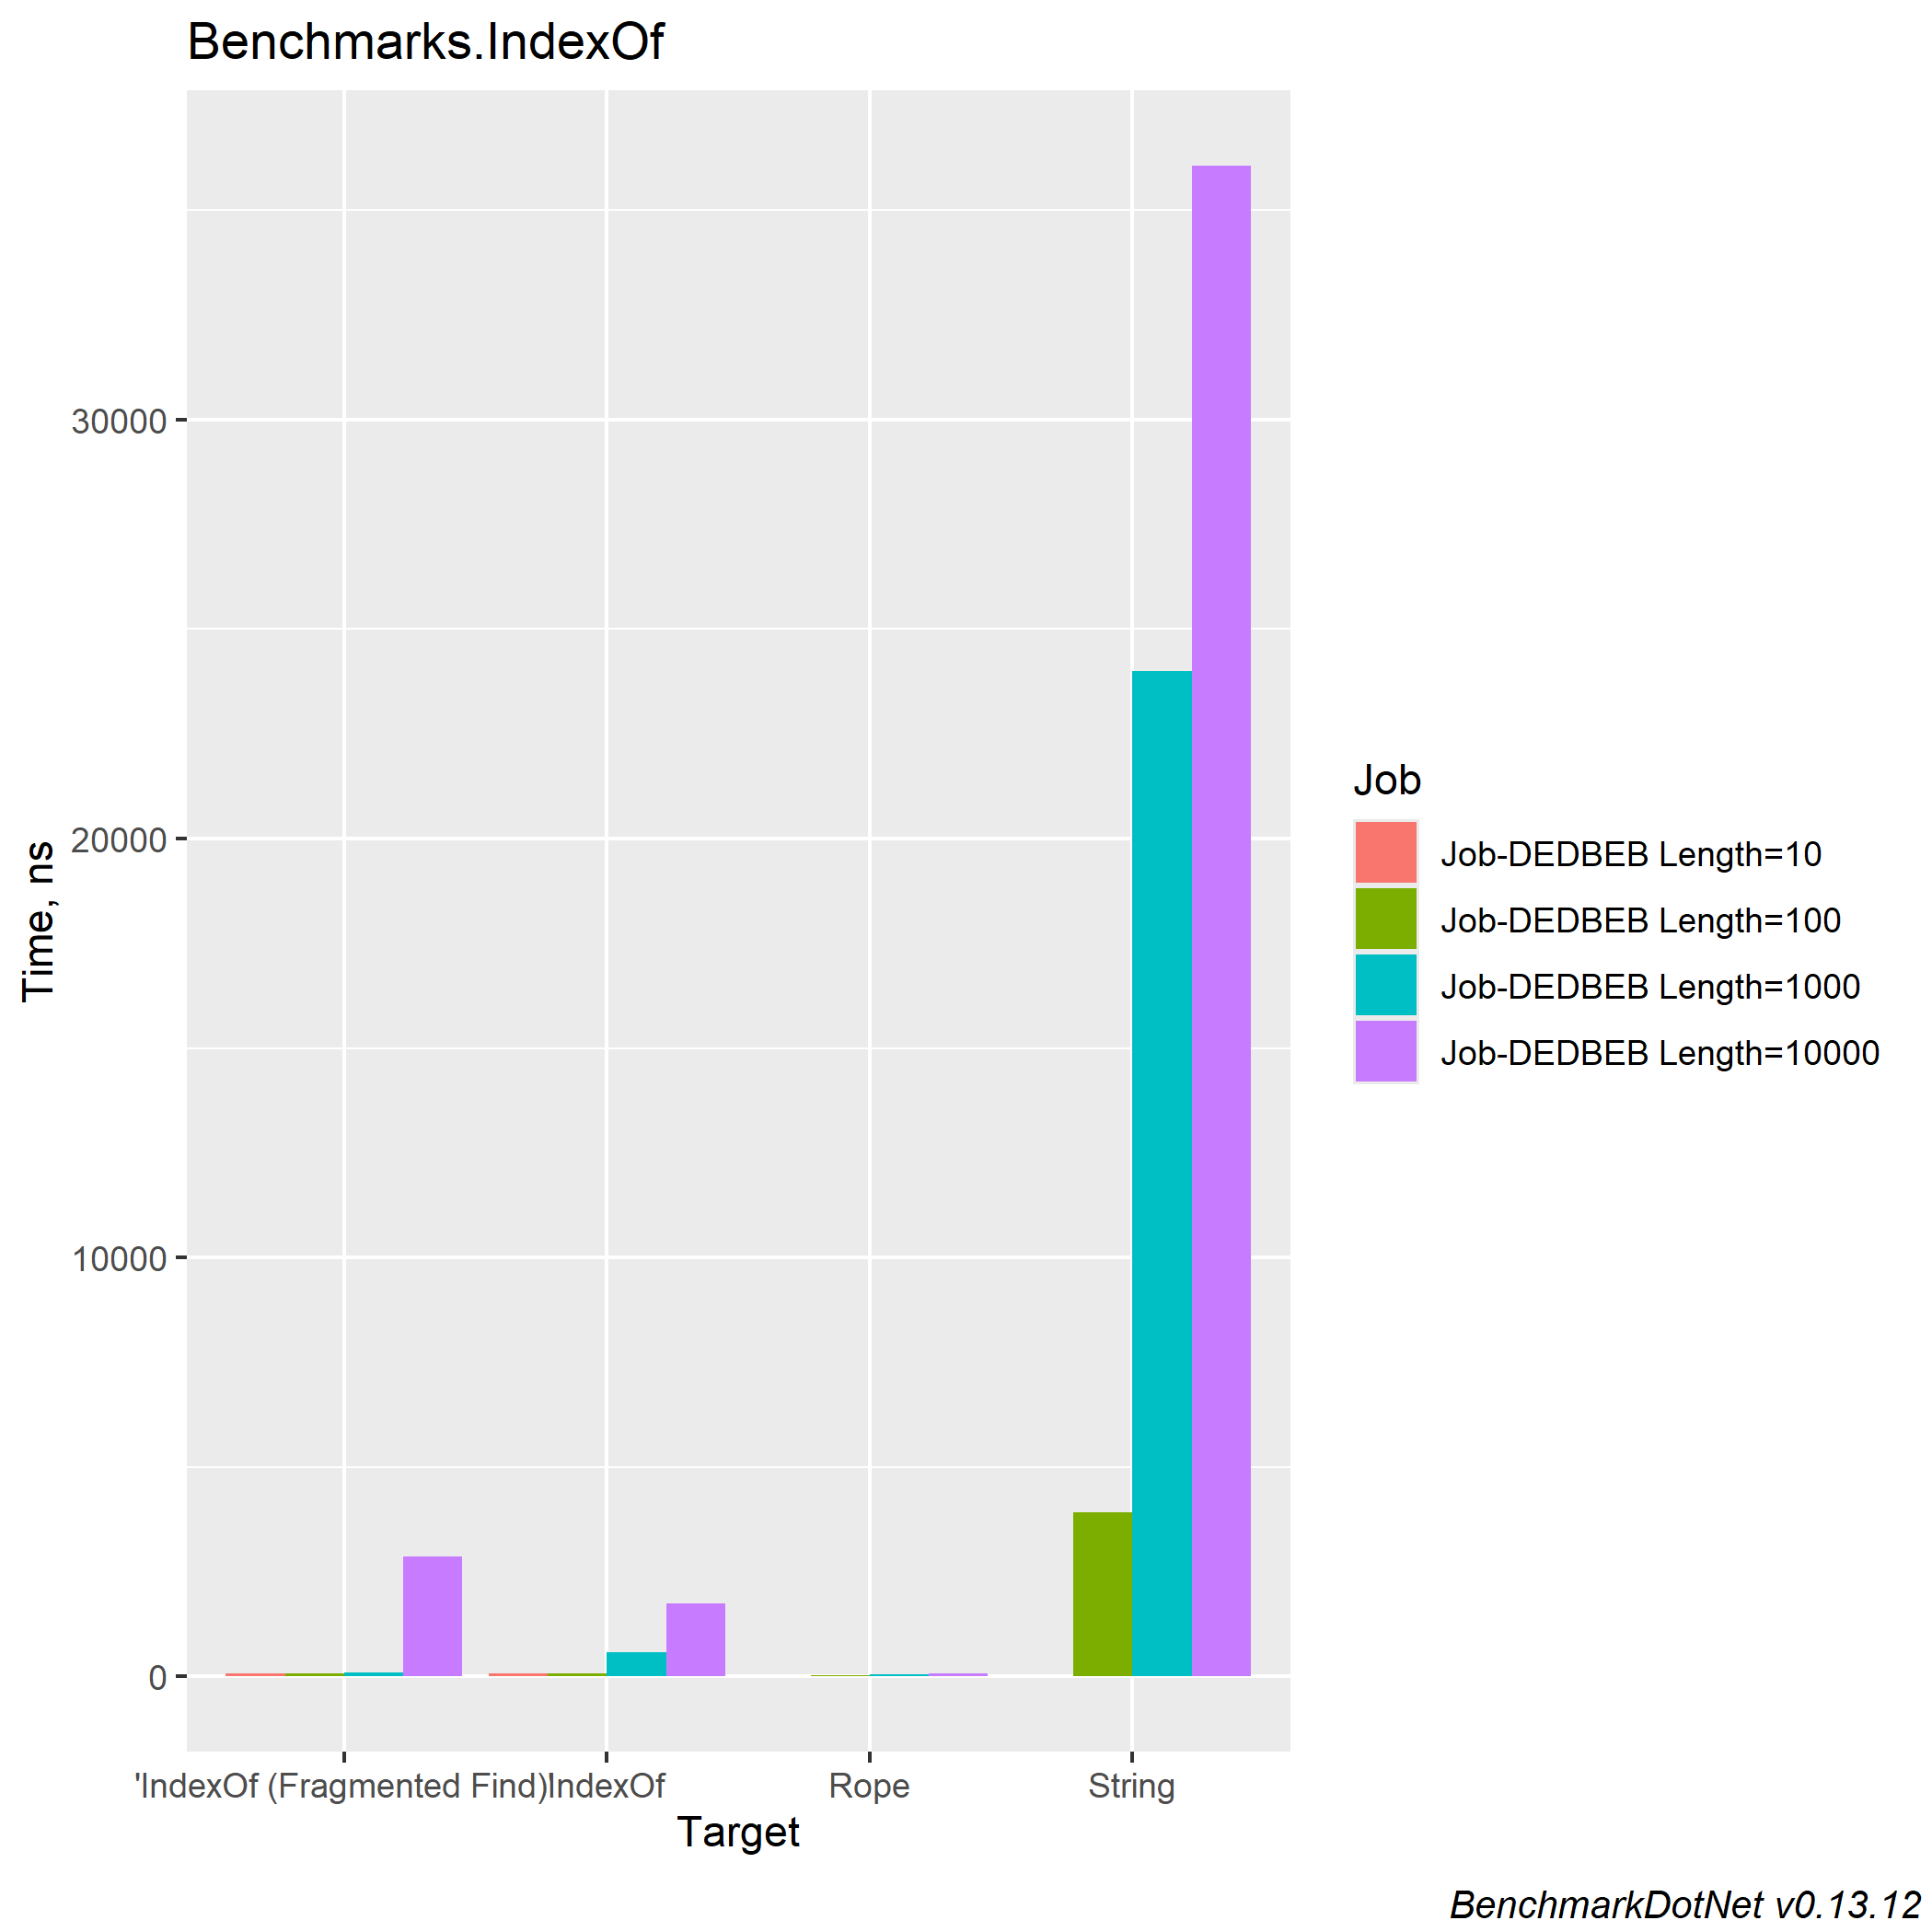 Benchmarks.IndexOf
Time, ns
30000
20000
10000
0
'IndexOf (Fragmented Find)'
IndexOf
Rope
String
Target
Job
Job-DEDBEB Length=10
Job-DEDBEB Length=100
Job-DEDBEB Length=1000
Job-DEDBEB Length=10000
BenchmarkDotNet v0.13.12